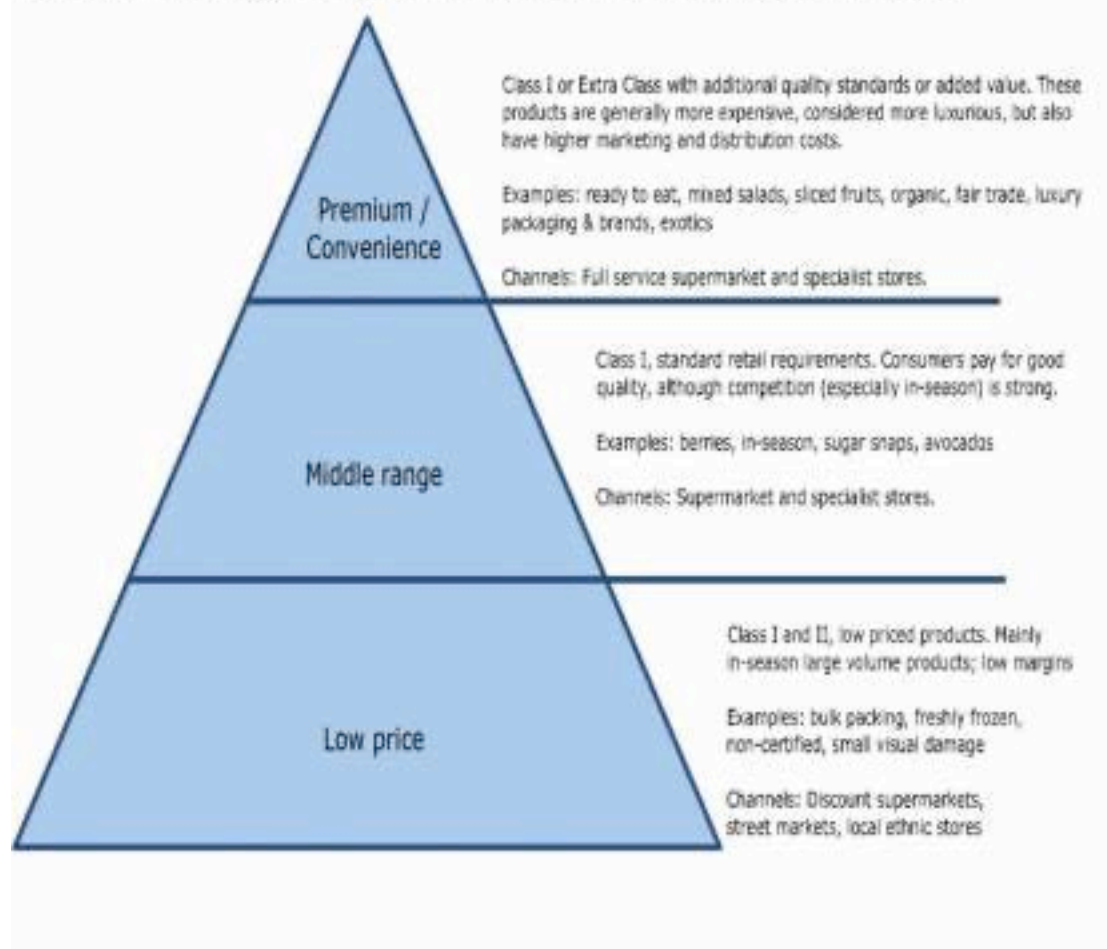 Class I or Extra Class with additional quality standards or added value. These
products are generally more expensive, considered more luxurious, but also
have higher marketing and distribution costs.
Examples: ready to eat, mixed salads, sliced fruits, organic, fair trade, luxury
packaging & brands, exotics
Channels: Full service supermarket and specialist stores.
Premium /
Convenience
Class I, standard retail requirements. Consumers pay for good
quality, although competition (especially in-season) is strong.
Examples: berries, in-season, sugar snaps, avocados
Channels: Supermarket and specialist stores.
Middle range
Class I and II, low priced products. Mainly
in-season large volume products; low margins
Examples: bulk packing, freshly frozen,
non-certified, small visual damage
Channels: Discount supermarkets,
street markets, local ethnic stores
Low price